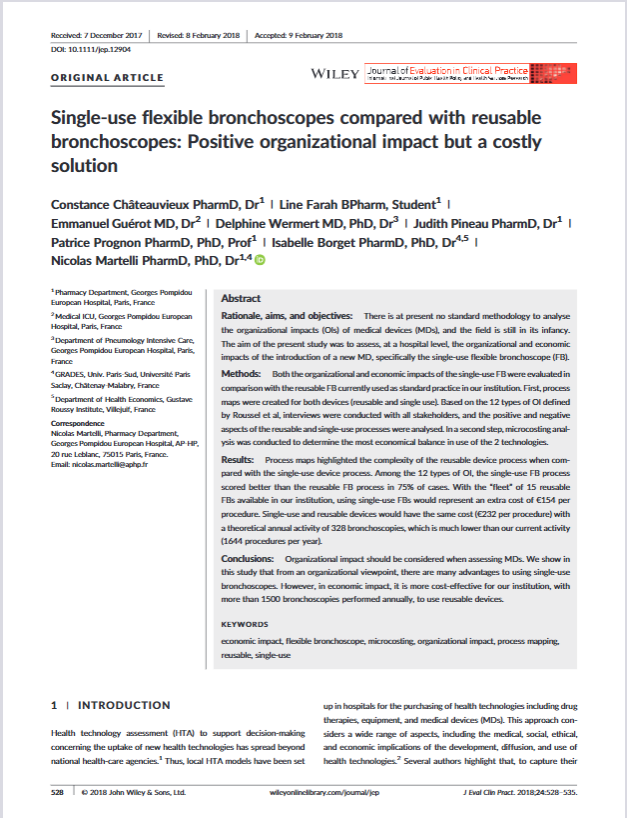 Received: 7 December 2017 | Revised: 8 February 2018 | Accepted: 9 February 2018
DOI: 10.1111/jep.12904
ORIGINAL ARTICLE
WILEY Journal of Evaluation in Clinical Practice
International Journal of Public Health Policy and Health Services Research
Single-use flexible bronchoscopes compared with reusable
bronchoscopes: Positive organizational impact but a costly
solution
Constance Châteauvieux PharmD, Dr1 | Line Farah BPharm, Student1 |
Emmanuel Guérot MD, Dr2 | Delphine Wermert MD, PhD, Dr3 | Judith Pineau PharmD, Dr1 |
Patrice Prognon PharmD, PhD, Prof1 | Isabelle Borget PharmD, PhD, Dr4,5 |
Nicolas Martelli PharmD, PhD, Dr1,4 iD
1 Pharmacy Department, Georges Pompidou
European Hospital, Paris, France
2 Medical ICU, Georges Pompidou European
Hospital, Paris, France
3 Department of Pneumology Intensive Care,
Georges Pompidou European Hospital, Paris,
France
4 GRADES, Univ. Paris-Sud, Université Paris
Saclay, Châtenay-Malabry, France
5 Department of Health Economics, Gustave
Roussy Institute, Villejuif, France
Correspondence
Nicolas Martelli, Pharmacy Department,
Georges Pompidou European Hospital, AP-HP,
20 rue Leblanc, 75015 Paris, France.
Email: nicolas.martelli@aphp.fr
Abstract
Rationale, aims, and objectives: There is at present no standard methodology to analyse
the organizational impacts (OIs) of medical devices (MDs), and the field is still in its infancy.
The aim of the present study was to assess, at a hospital level, the organizational and economic
impacts of the introduction of a new MD, specifically the single-use flexible bronchoscope (FB).
Methods: Both the organizational and economic impacts of the single-use FB were evaluated in
comparison with the reusable FB currently used as standard practice in our institution. First, process
maps were created for both devices (reusable and single use). Based on the 12 types of OI defined
by Roussel et al, interviews were conducted with all stakeholders, and the positive and negative
aspects of the reusable and single-use processes were analysed. In a second step, microcosting anal-
ysis was conducted to determine the most economical balance in use of the 2 technologies.
Results: Process maps highlighted the complexity of the reusable device process when com-
pared with the single-use device process. Among the 12 types of OI, the single-use FB process
scored better than the reusable FB process in 75% of cases. With the "fleet" of 15 reusable
FBs available in our institution, using single-use FBs would represent an extra cost of €154 per
procedure. Single-use and reusable devices would have the same cost (€232 per procedure) with
a theoretical annual activity of 328 bronchoscopies, which is much lower than our current activity
(1644 procedures per year).
Conclusions: Organizational impact should be considered when assessing MDs. We show in
this study that from an organizational viewpoint, there are many advantages to using single-use
bronchoscopes. However, in economic impact, it is more cost-effective for our institution, with
more than 1500 bronchoscopies performed annually, to use reusable devices.
KEYWORDS
economic impact, flexible bronchoscope, microcosting, organizational impact, process mapping,
reusable, single-use
1 | INTRODUCTION
Health technology assessment (HTA) to support decision-making
concerning the uptake of new health technologies has spread beyond
national health-care agencies.1 Thus, local HTA models have been set
up in hospitals for the purchasing of health technologies including drug
therapies, equipment, and medical devices (MDs). This approach con-
siders a wide range of aspects, including the medical, social, ethical,
and economic implications of the development, diffusion, and use of
health technologies.2 Several authors highlight that, to capture their
528 | © 2018 John Wiley & Sons, Ltd. wileyonlinelibrary.com/journal/jep J Eval Clin Pract. 2018;24:528–535.